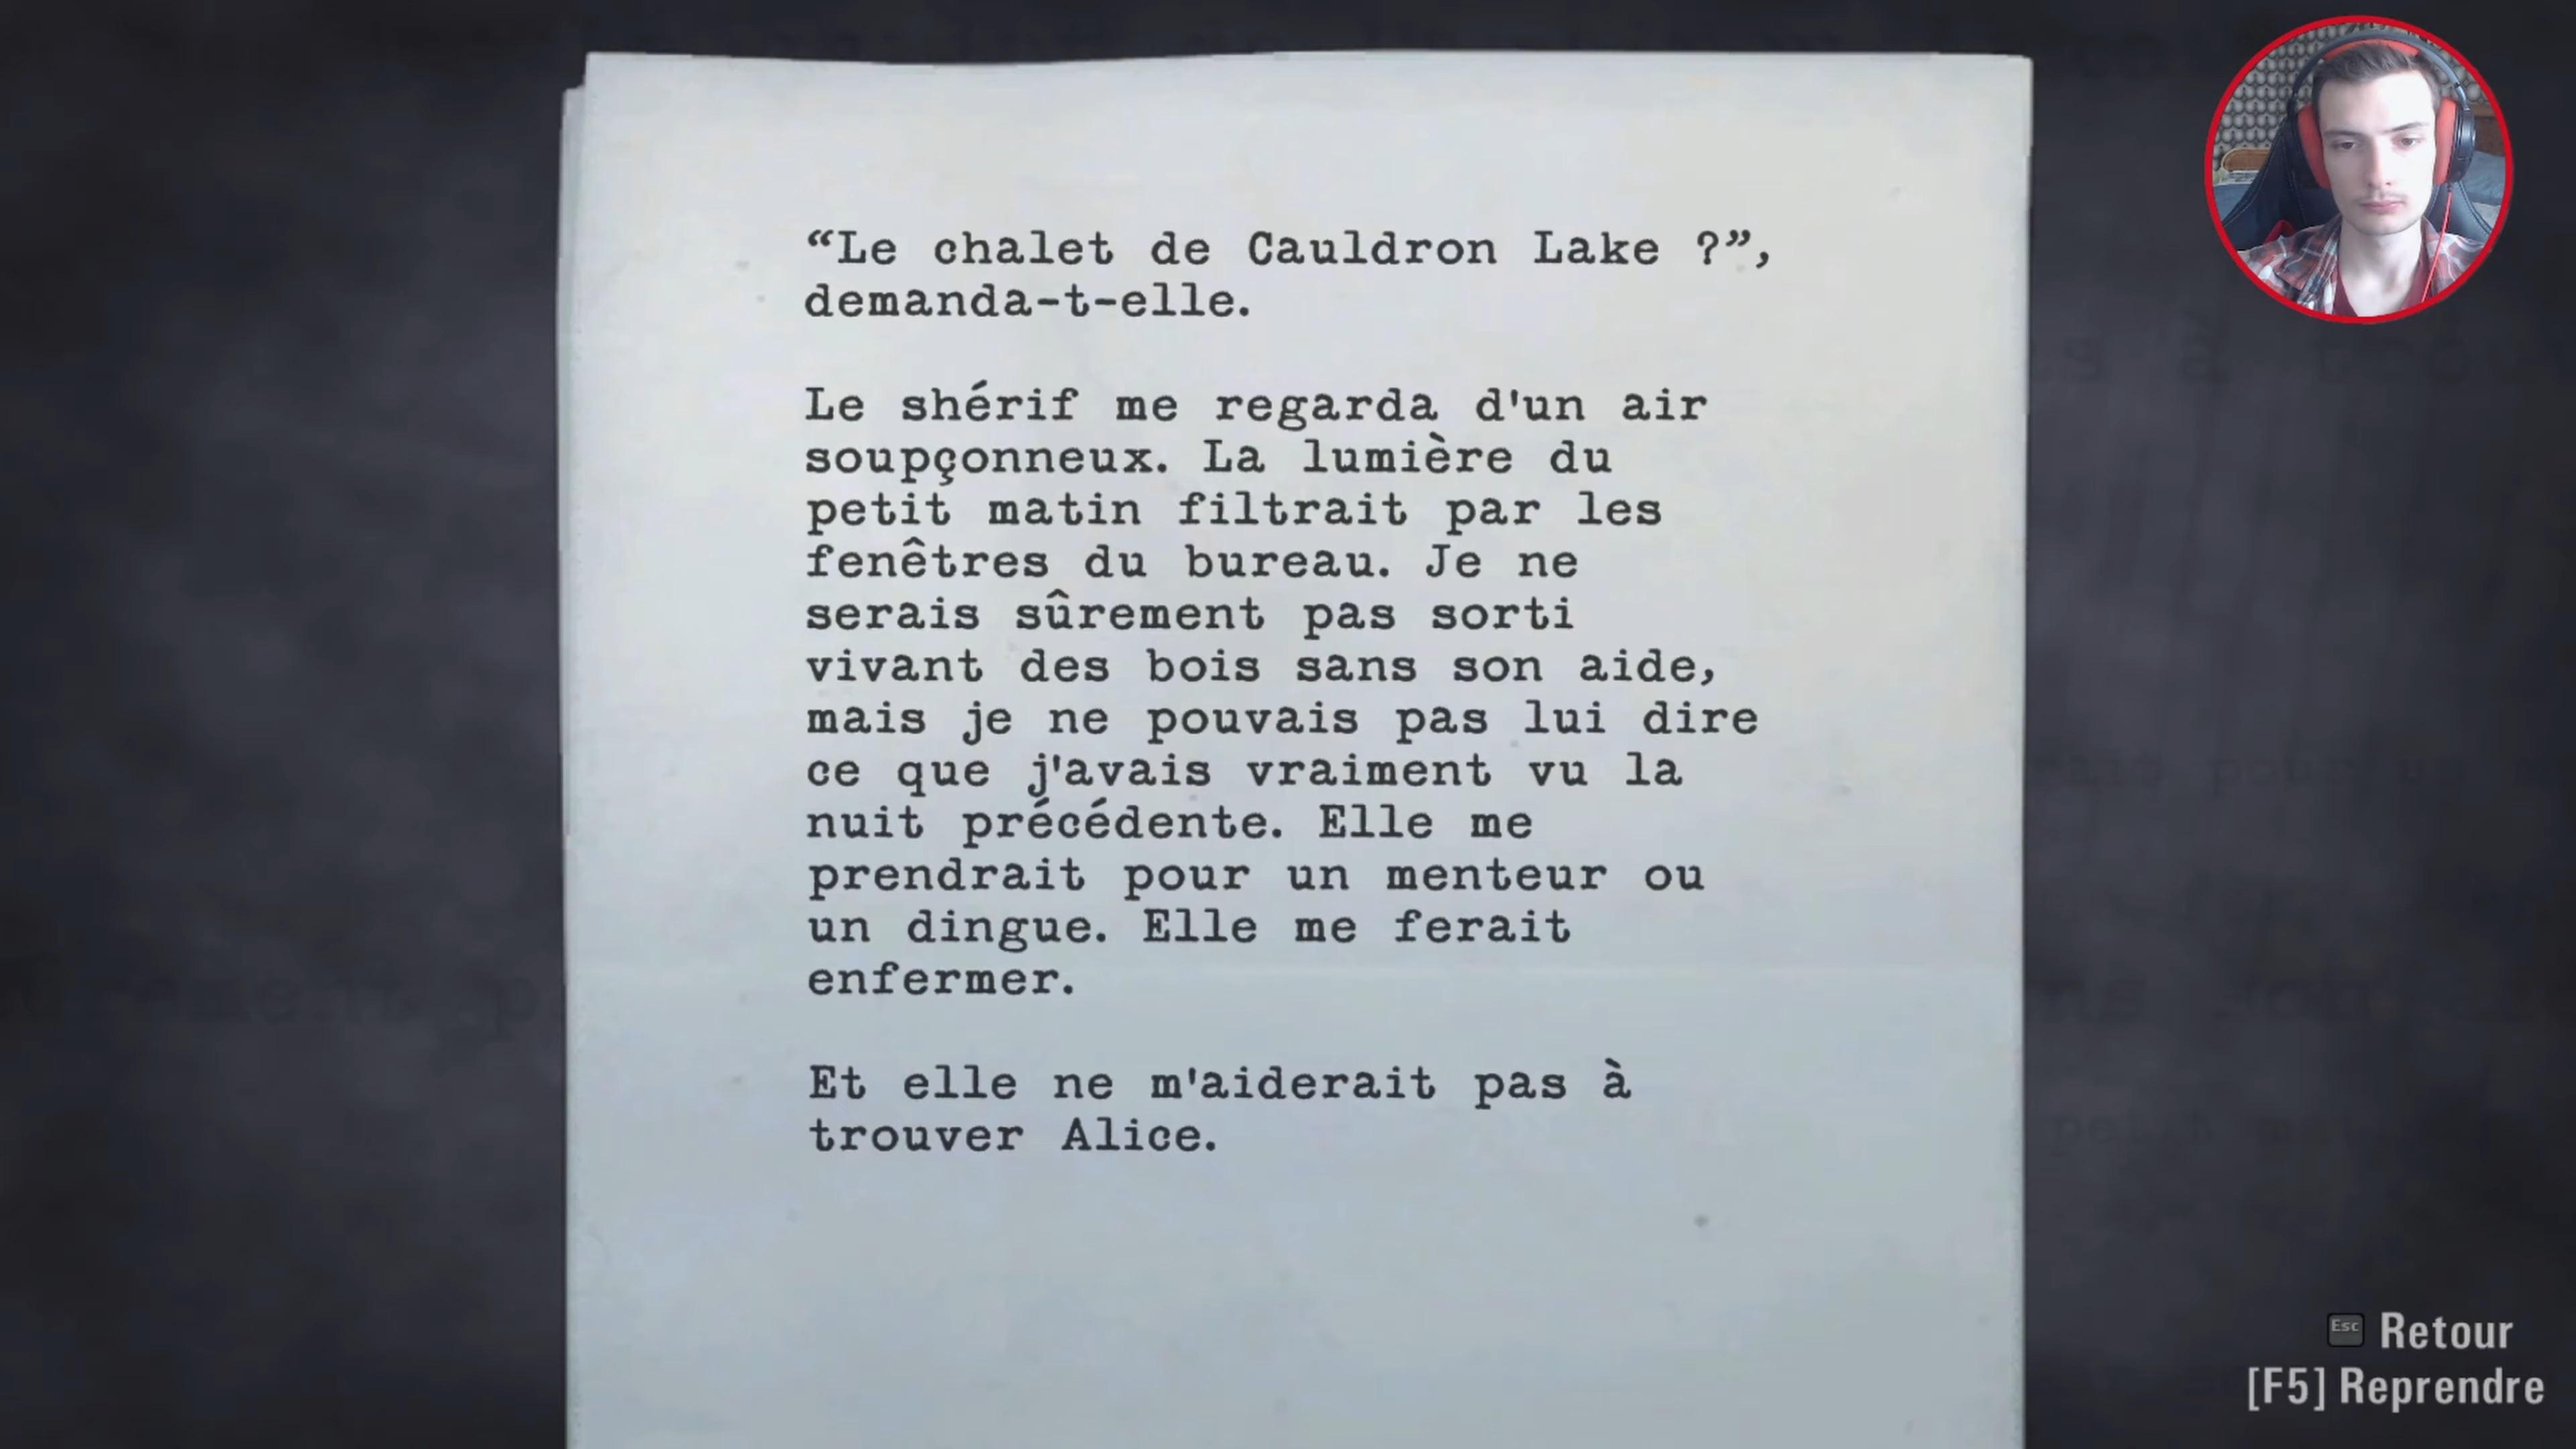 “Le chalet de Cauldron Lake ?”,
demanda-t-elle.
Le shérif me regarda d'un air
soupçonneux. La lumière du
petit matin filtrait par les
fenêtres du bureau. Je ne
serais sûrement pas sorti
vivant des bois sans son aide,
mais je ne pouvais pas lui dire
ce que j'avais vraiment vu la
nuit précédente. Elle me
prendrait pour un menteur ou
un dingue. Elle me ferait
enfermer.
Et elle ne m'aiderait pas à
trouver Alice.
Esc Retour
[F5] Reprendre